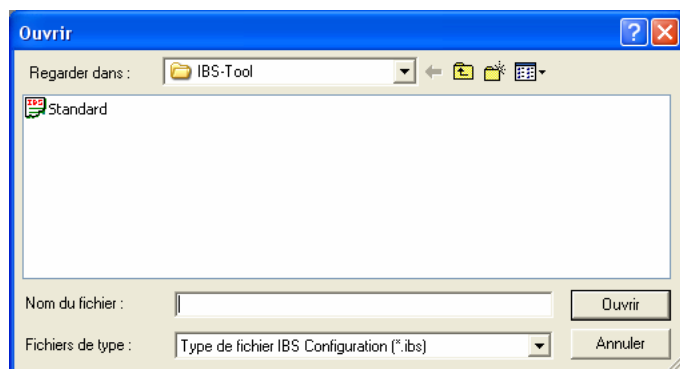 Ouvrir
Regarder dans : IBS-Tool
IBS Standard
Nom du fichier : Ouvrir
Fichiers de type : Type de fichier IBS Configuration (*.ibs) Annuler